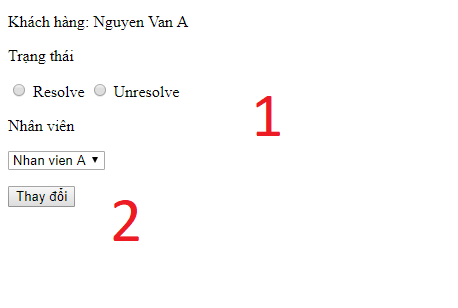 Khách hàng: Nguyen Van A
Trạng thái
Resolve Unresolve
1
Nhân viên
Nhan vien A
Thay đổi
2